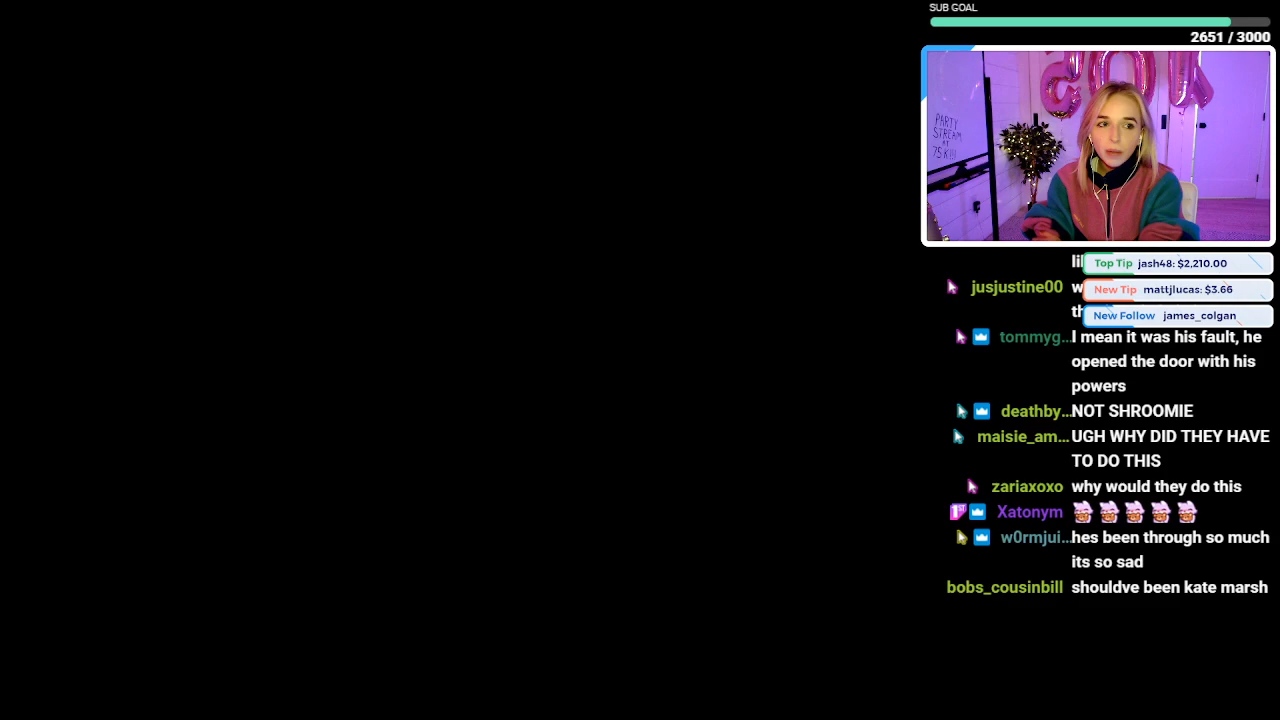 SUB GOAL
2651 / 3000
PARTY
STREAM
AT
75K!!!
Top Tip jash48: $2,210.00
jusjustine00
New Tip mattjlucas: $3.66
New Follow james_colgan
tommyg... I mean it was his fault, he
opened the door with his
powers
deathby... NOT SHROOMIE
maisie_am... UGH WHY DID THEY HAVE
TO DO THIS
zariaxoxo why would they do this
1ST Xatonym
w0rmjui... hes been through so much
its so sad
bobs_cousinbill shouldve been kate marsh